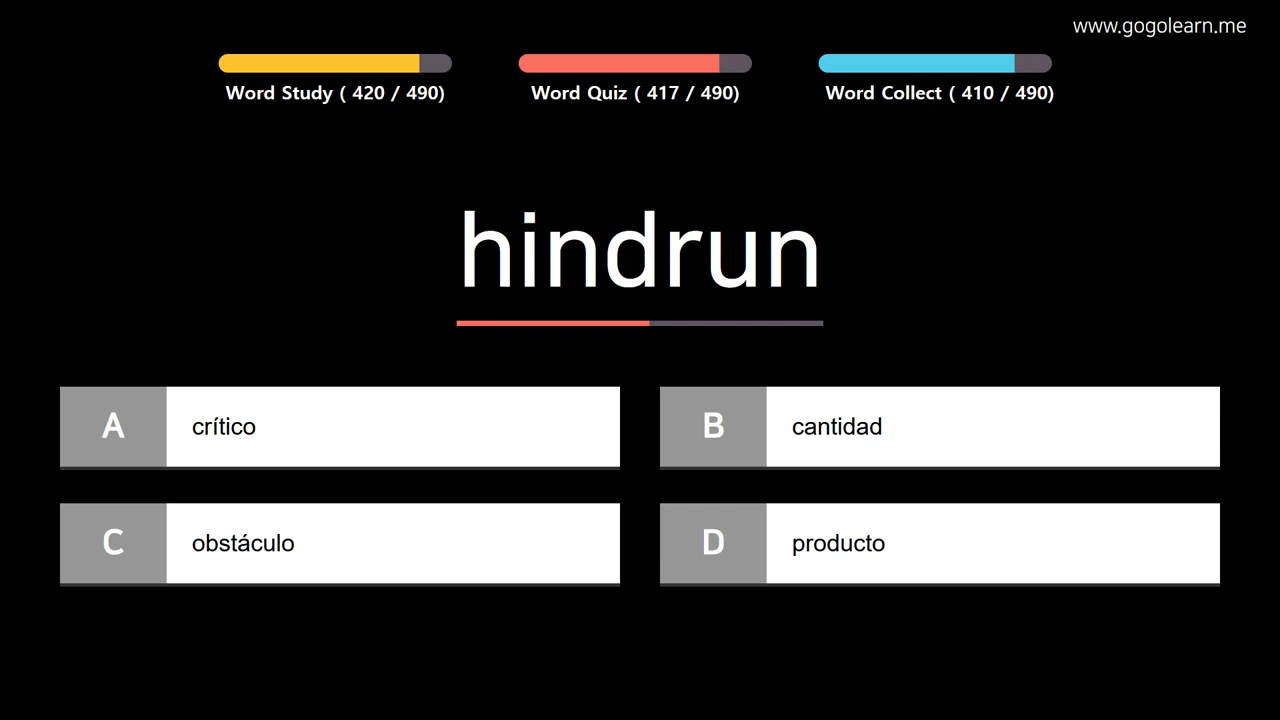 www.gogolearn.me
Word Study ( 420 / 490)
Word Quiz ( 417 / 490)
Word Collect ( 410 / 490)
hindrun
A
crítico
B
cantidad
C
obstáculo
D
producto